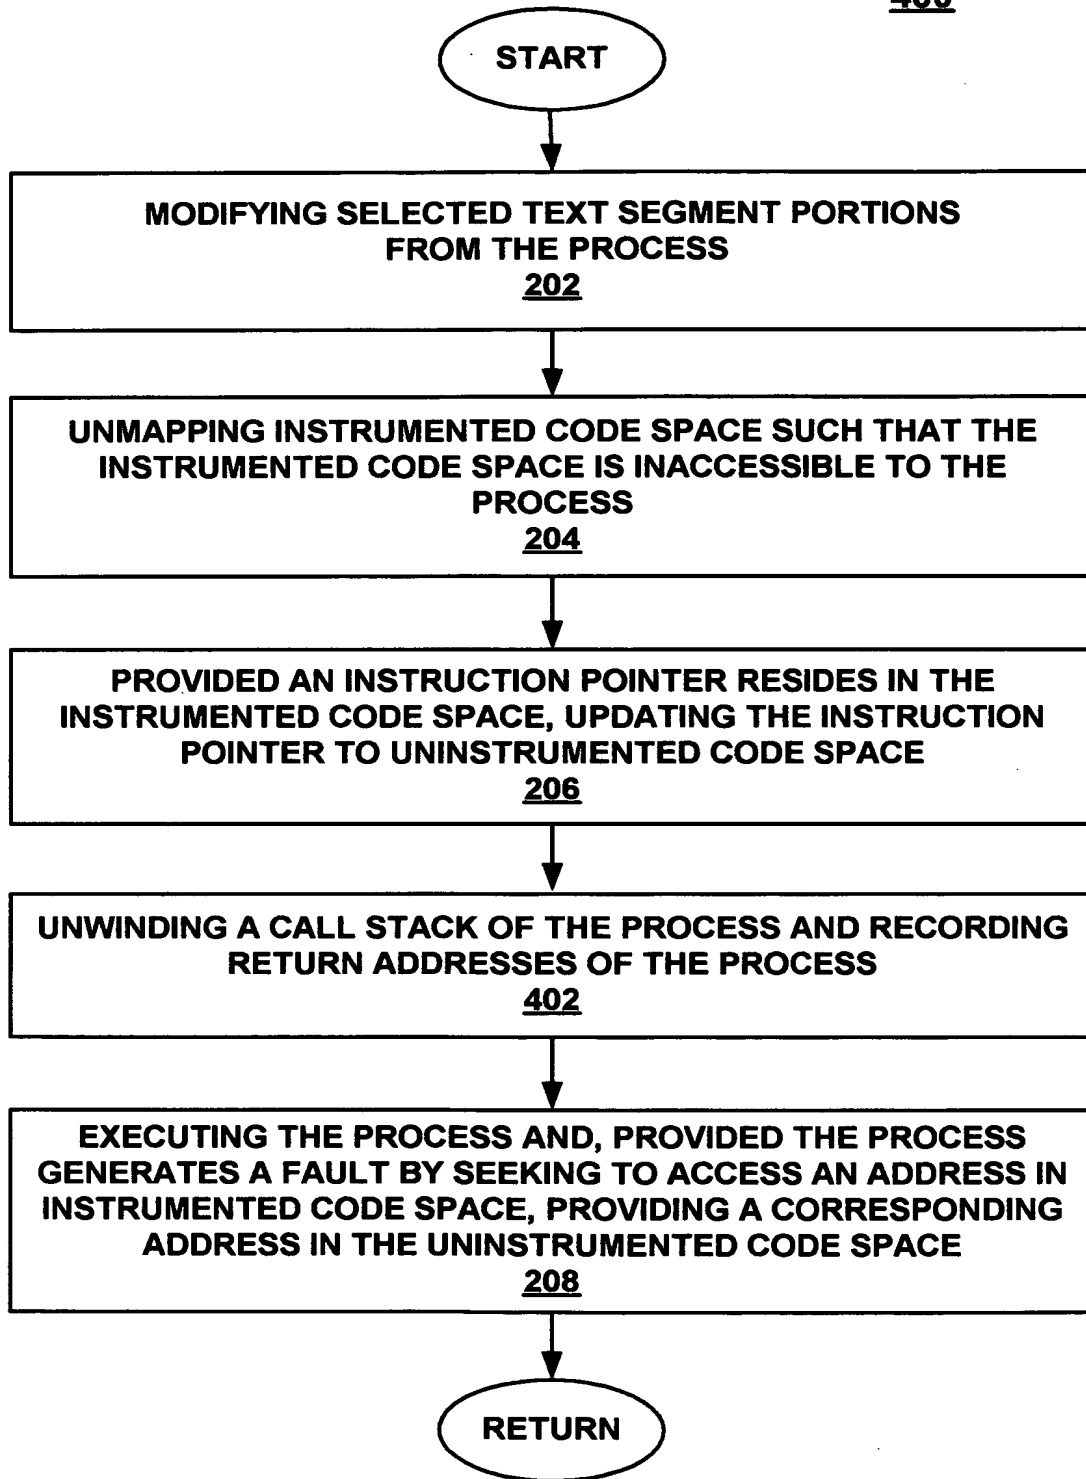 START
MODIFYING SELECTED TEXT SEGMENT PORTIONS
FROM THE PROCESS
202
UNMAPPING INSTRUMENTED CODE SPACE SUCH THAT THE
INSTRUMENTED CODE SPACE IS INACCESSIBLE TO THE
PROCESS
204
PROVIDED AN INSTRUCTION POINTER RESIDES IN THE
INSTRUMENTED CODE SPACE, UPDATING THE INSTRUCTION
POINTER TO UNINSTRUMENTED CODE SPACE
206
UNWINDING A CALL STACK OF THE PROCESS AND RECORDING
RETURN ADDRESSES OF THE PROCESS
402
EXECUTING THE PROCESS AND, PROVIDED THE PROCESS
GENERATES A FAULT BY SEEKING TO ACCESS AN ADDRESS IN
INSTRUMENTED CODE SPACE, PROVIDING A CORRESPONDING
ADDRESS IN THE UNINSTRUMENTED CODE SPACE
208
RETURN